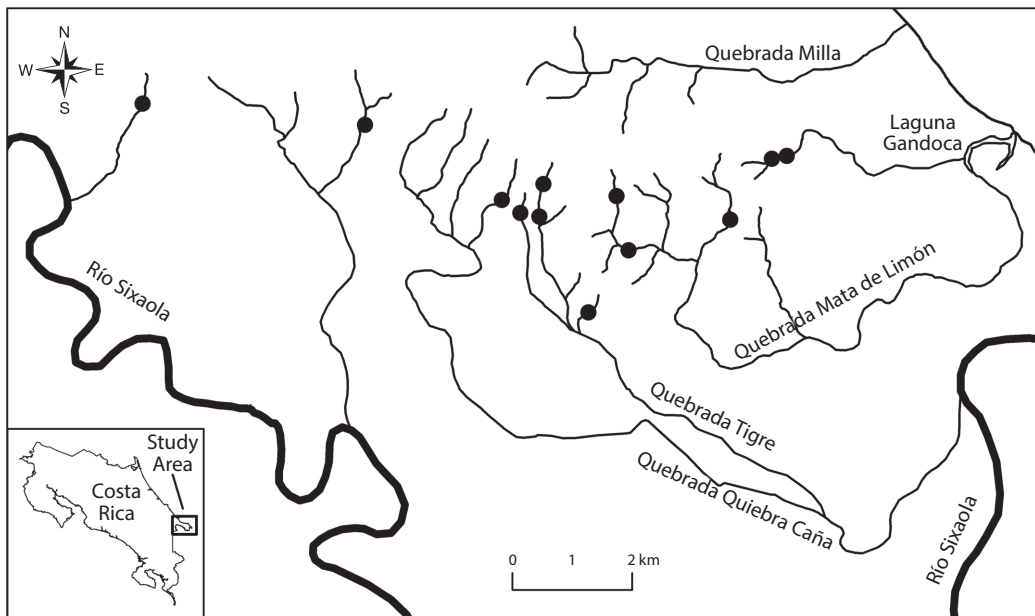 N
W E
S
Quebrada Milla
Laguna
Gandoca
Río Sixaola
Quebrada Mata de Limón
Quebrada Tigre
Quebrada Quiebra Caña
Río Sixaola
Study
Area
Costa
Rica
0 1 2 km